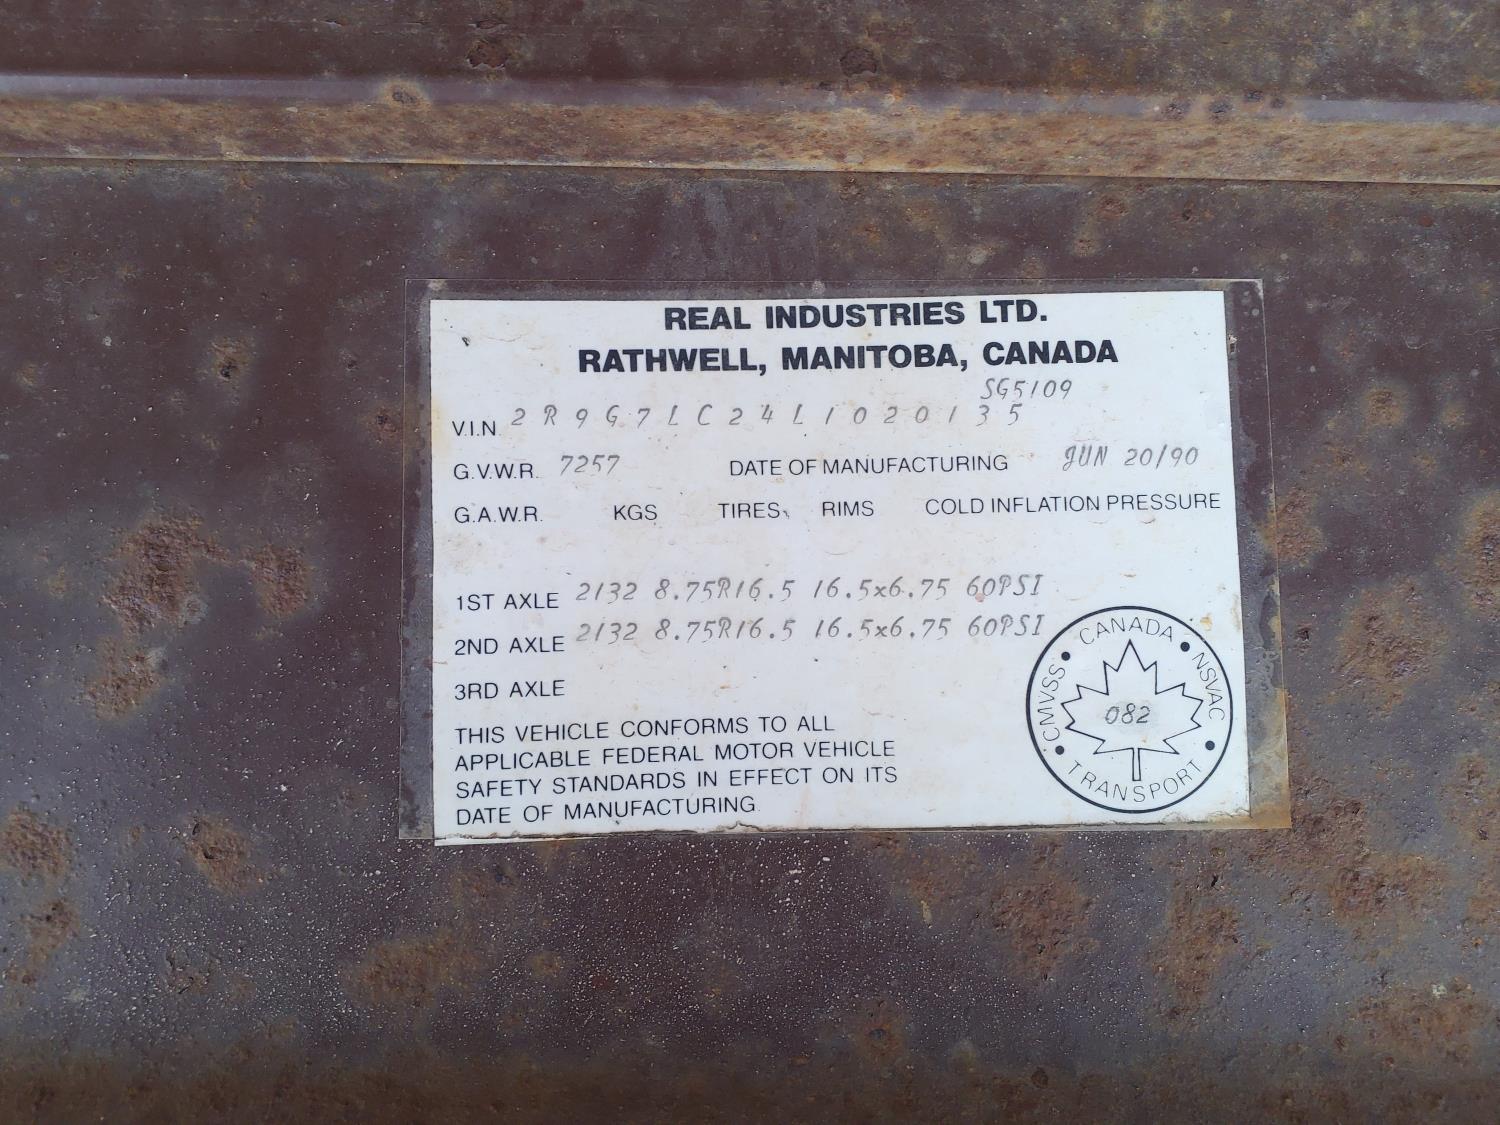 REAL INDUSTRIES LTD.
RATHWELL, MANITOBA, CANADA
SG5109
V.I.N. 2R9G7LC24L1020135
G.V.W.R. 7257 DATE OF MANUFACTURING JUN 20/90
G.A.W.R. KGS TIRES RIMS COLD INFLATION PRESSURE
1ST AXLE 2132 8.75R16.5 16.5x6.75 60PSI
2ND AXLE 2132 8.75R16.5 16.5x6.75 60PSI
3RD AXLE
THIS VEHICLE CONFORMS TO ALL
APPLICABLE FEDERAL MOTOR VEHICLE
SAFETY STANDARDS IN EFFECT ON ITS
DATE OF MANUFACTURING.
CANADA • NSVAC • TRANSPORT • CMVSS •
082